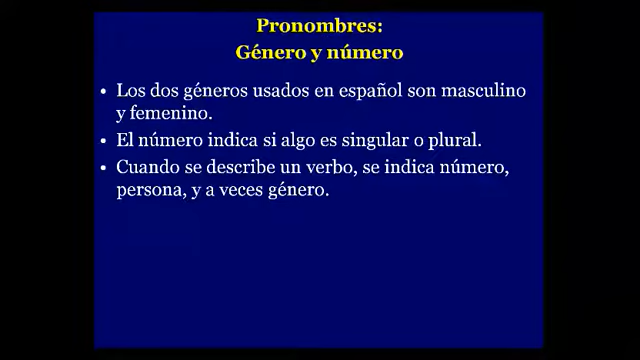 Pronombres:
Género y número
• Los dos géneros usados en español son masculino
y femenino.
• El número indica si algo es singular o plural.
• Cuando se describe un verbo, se indica número,
persona, y a veces género.